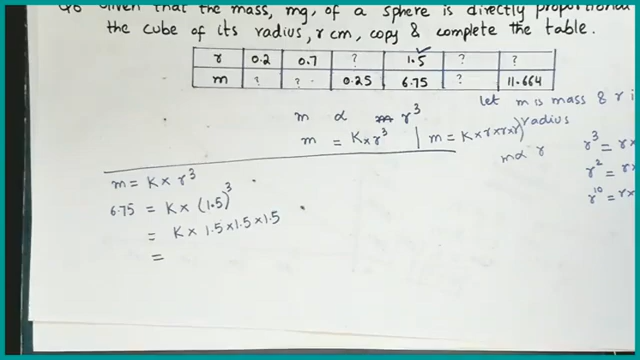 Q6 Given that the mass, mg, of a sphere is directly proportional
the cube of its radius, r cm, copy & complete the table.
r 0.2 0.7 ? 1.5 ? ?
m ? ? 0.25 6.75 ? 11.664
let m is mass & r i
radius
m ∝ r³
m = K×r³ | m = K×r×r×r
m∝ r
r³ = r×
r² = r×
r¹⁰ = r×
m = K × r³
6.75 = K × (1.5)³
= K × 1.5×1.5×1.5
=